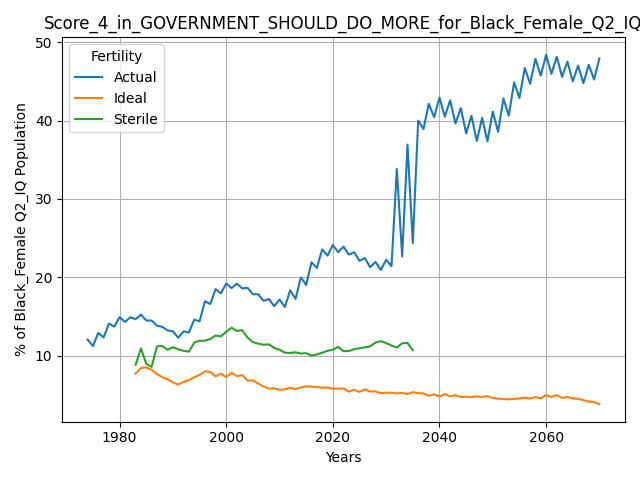 Score_4_in_GOVERNMENT_SHOULD_DO_MORE_for_Black_Female_Q2_IQ
Fertility
Actual
Ideal
Sterile
50
40
30
20
10
% of Black_Female Q2_IQ Population
1980 2000 2020 2040 2060
Years